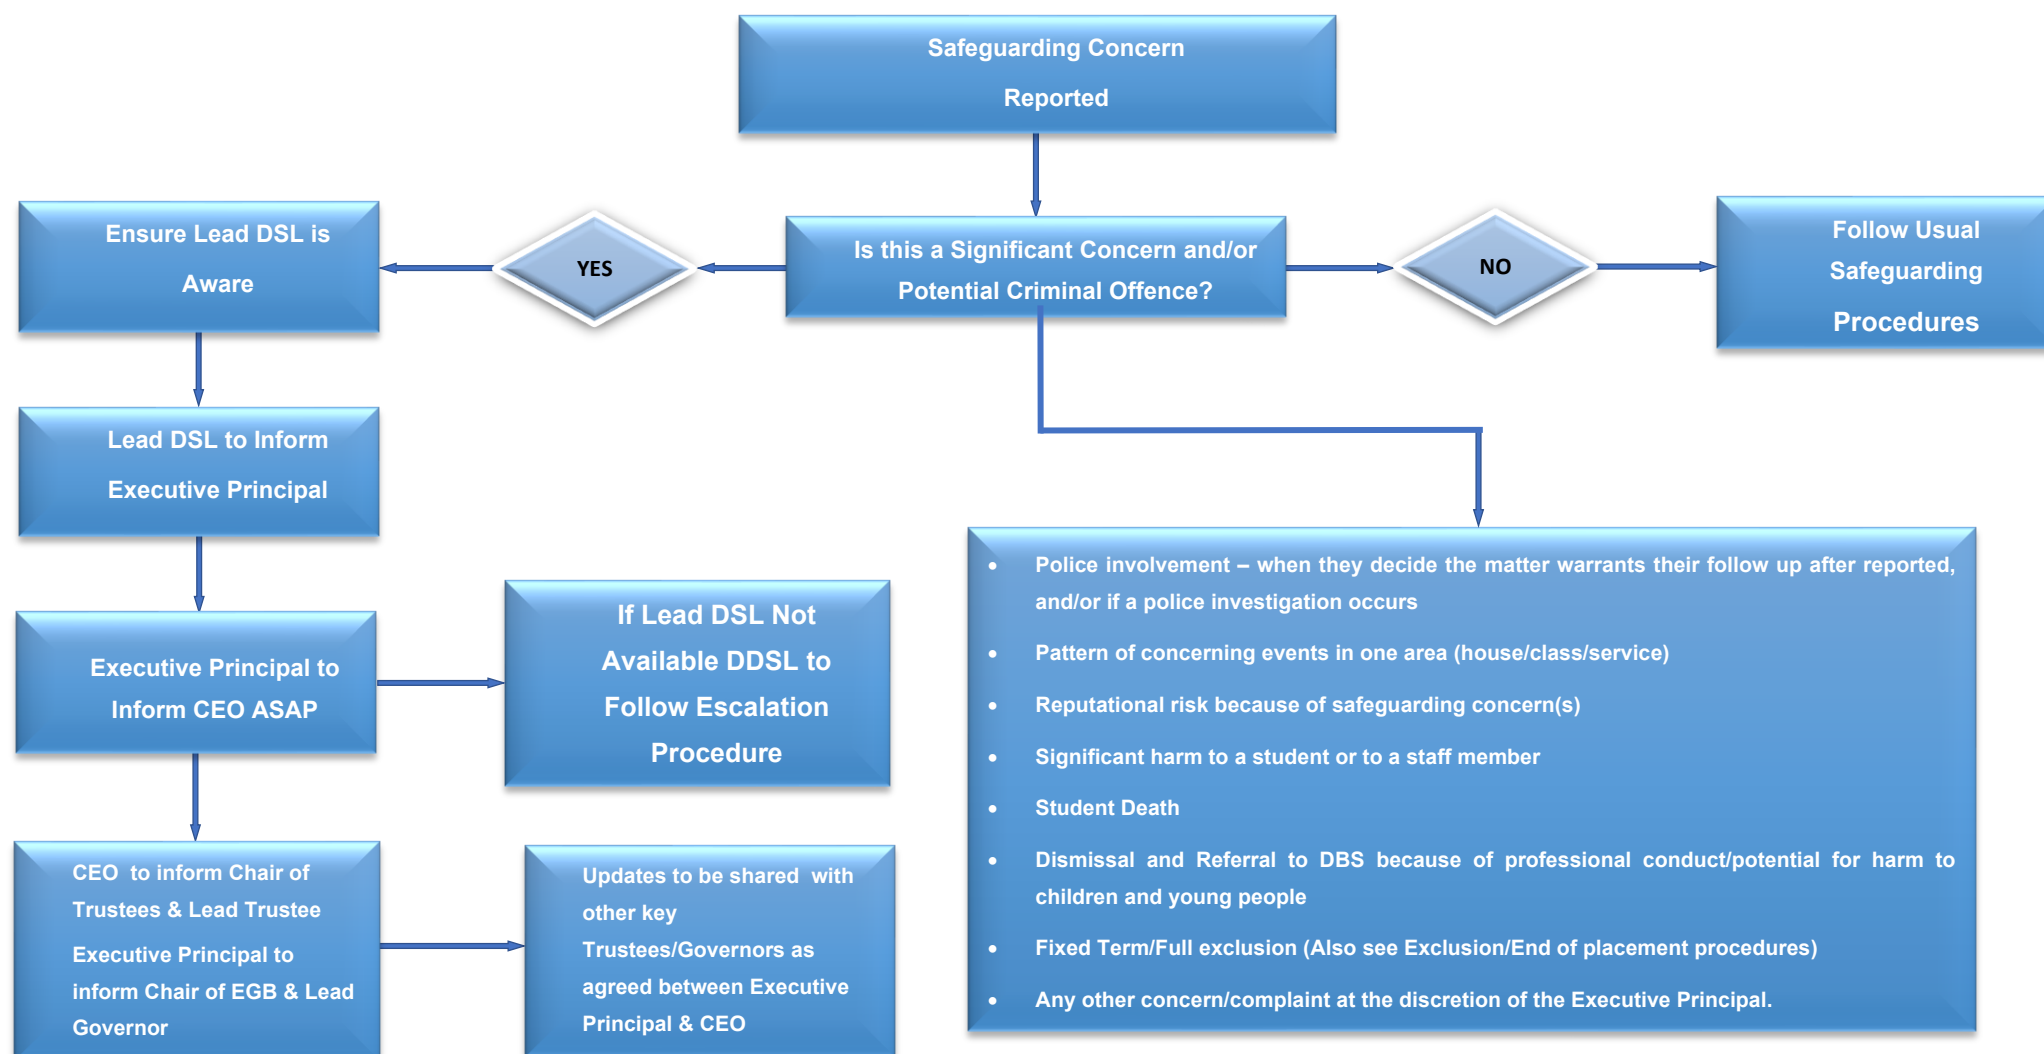 Safeguarding Concern
Reported
Ensure Lead DSL is
Aware
YES
Is this a Significant Concern and/or
Potential Criminal Offence?
NO
Follow Usual
Safeguarding
Procedures
Lead DSL to Inform
Executive Principal
Executive Principal to
Inform CEO ASAP
If Lead DSL Not
Available DDSL to
Follow Escalation
Procedure
CEO to inform Chair of
Trustees & Lead Trustee
Executive Principal to
inform Chair of EGB & Lead
Governor
Updates to be shared with
other key
Trustees/Governors as
agreed between Executive
Principal & CEO
• Police involvement – when they decide the matter warrants their follow up after reported,
and/or if a police investigation occurs
• Pattern of concerning events in one area (house/class/service)
• Reputational risk because of safeguarding concern(s)
• Significant harm to a student or to a staff member
• Student Death
• Dismissal and Referral to DBS because of professional conduct/potential for harm to
children and young people
• Fixed Term/Full exclusion (Also see Exclusion/End of placement procedures)
• Any other concern/complaint at the discretion of the Executive Principal.